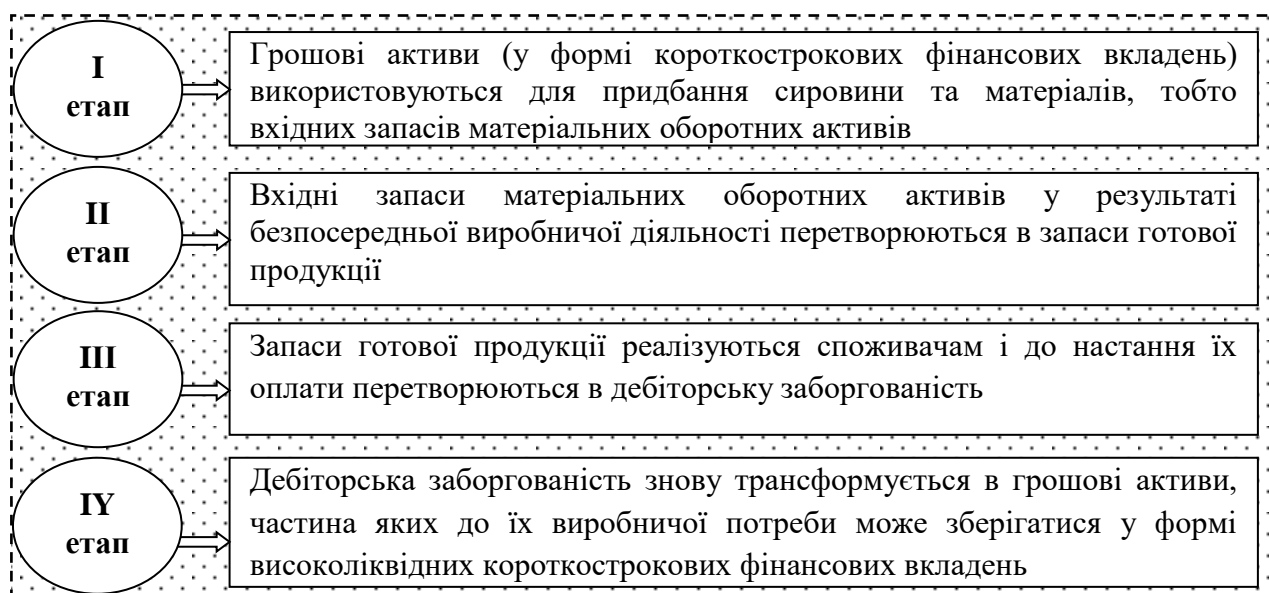 I
етап
Грошові активи (у формі короткострокових фінансових вкладень)
використовуються для придбання сировини та матеріалів, тобто
вхідних запасів матеріальних оборотних активів
II
етап
Вхідні запаси матеріальних оборотних активів у результаті
безпосередньої виробничої діяльності перетворюються в запаси готової
продукції
III
етап
Запаси готової продукції реалізуються споживачам і до настання їх
оплати перетворюються в дебіторську заборгованість
IY
етап
Дебіторська заборгованість знову трансформується в грошові активи,
частина яких до їх виробничої потреби може зберігатися у формі
високоліквідних короткострокових фінансових вкладень